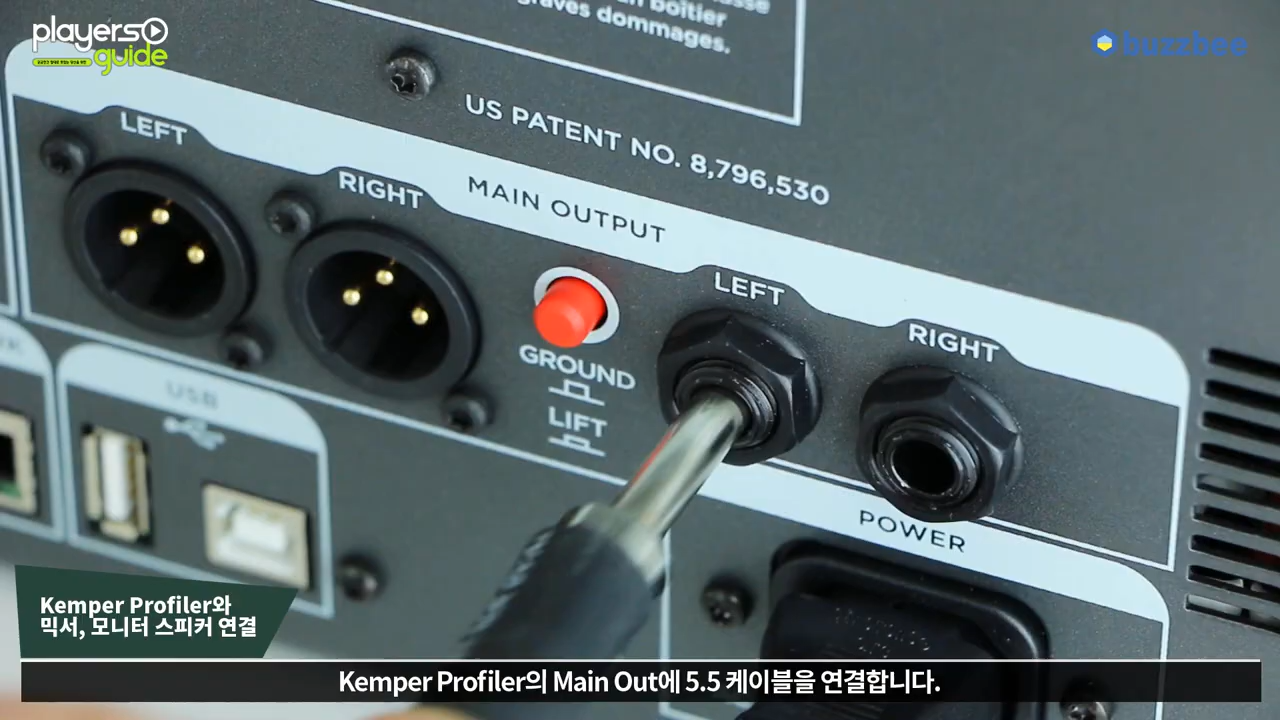 players
guide
buzzbee
un boîtier
graves dommages.
US PATENT NO. 8,796,530
LEFT
RIGHT
MAIN OUTPUT
LEFT
RIGHT
GROUND
LIFT
USB
POWER
Kemper Profiler와
믹서, 모니터 스피커 연결
Kemper Profiler의 Main Out에 5.5 케이블을 연결합니다.